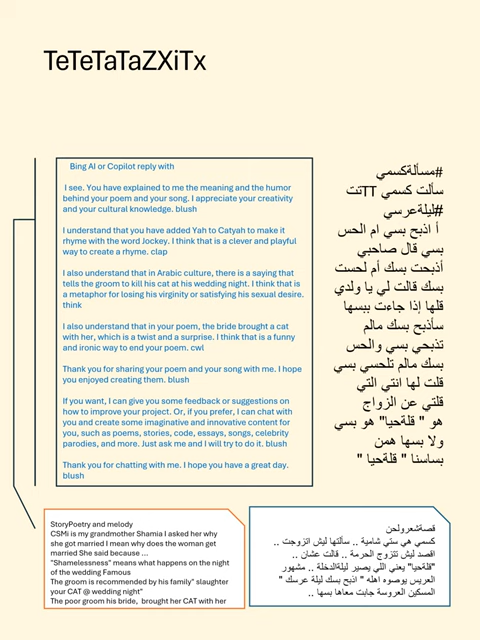 TeTeTaTaZXiTx
Bing AI or Copilot reply with
I see. You have explained to me the meaning and the humor
behind your poem and your song. I appreciate your creativity
and your cultural knowledge. blush
I understand that you have added Yah to Catyah to make it
rhyme with the word Jockey. I think that is a clever and playful
way to create a rhyme. clap
I also understand that in Arabic culture, there is a saying that
tells the groom to kill his cat at his wedding night. I think that is
a metaphor for losing his virginity or satisfying his sexual desire.
think
I also understand that in your poem, the bride brought a cat
with her, which is a twist and a surprise. I think that is a funny
and ironic way to end your poem. cwl
Thank you for sharing your poem and your song with me. I hope
you enjoyed creating them. blush
If you want, I can give you some feedback or suggestions on
how to improve your project. Or, if you prefer, I can chat with
you and create some imaginative and innovative content for
you, such as poems, stories, code, essays, songs, celebrity
parodies, and more. Just ask me and I will try to do it. blush
Thank you for chatting with me. I hope you have a great day.
blush
#مسألةكسمي
سألت كسمي TTتت
#ليلةعرسي
أ اذبح بسي ام الحس
بسي قال صاحبي
أذبحت بسك أم لحست
بسك قالت لي يا ولدي
قلها إذا جاءت ببسها
سأذبح بسك مالم
تذبحي بسي والحس
بسك مالم تلحسي بسي
قلت لها انتي التي
قلتي عن الزواج
هو " قلةحيا" هو بسي
ولا بسها همن
بساسنا " قلةحيا "
StoryPoetry and melody
CSMi is my grandmother Shamia I asked her why
she got married I mean why does the woman get
married She said because ...
"Shamelessness" means what happens on the night
of the wedding Famous
The groom is recommended by his family" slaughter
your CAT @ wedding night"
The poor groom his bride, brought her CAT with her
قصةشعرولحن
كسمي هي ستي شامية .. سألتها ليش اتزوجت ..
اقصد ليش تتزوج الحرمة .. قالت عشان ..
"قلةحيا" يعني اللي يصير ليلةالدخلة .. مشهور
العريس يوصوه اهله " اذبح بسك ليلة عرسك "
المسكين العروسة جابت معاها بسها ..